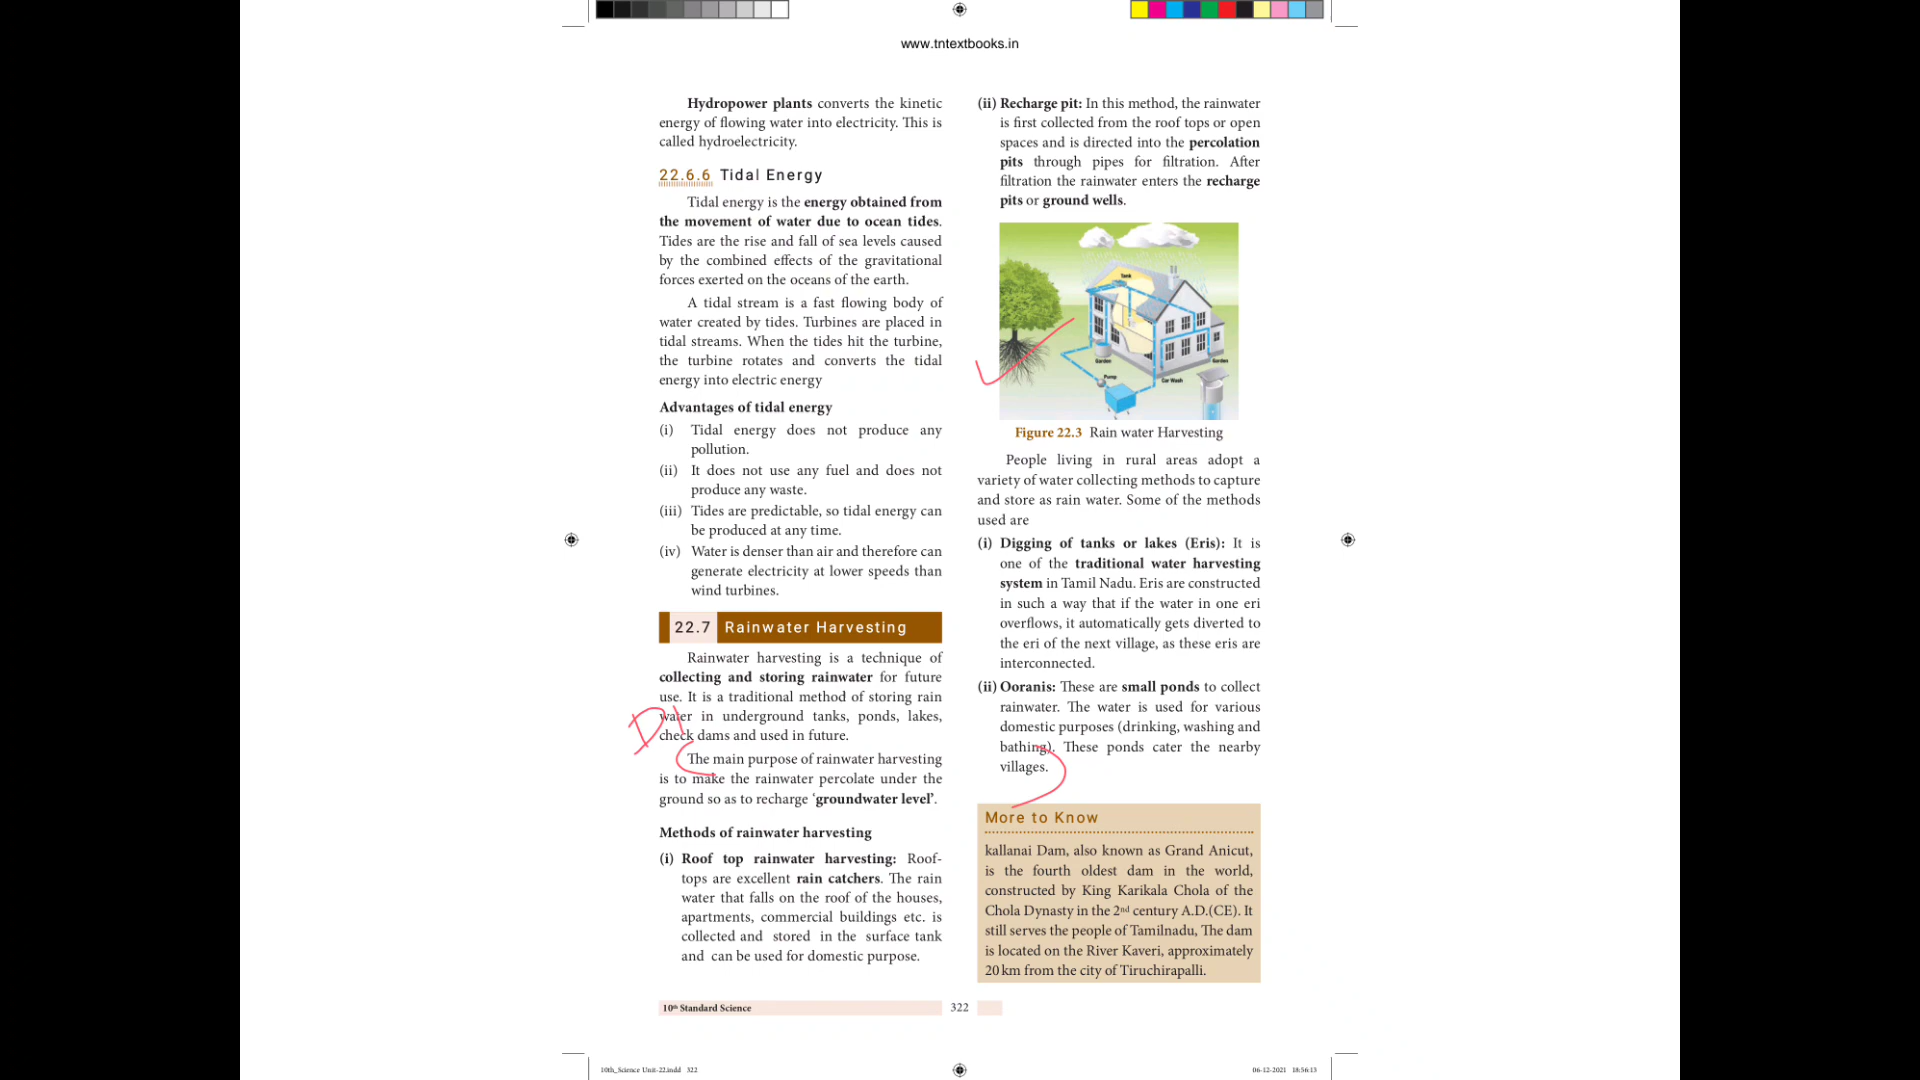 www.tntextbooks.in
Hydropower plants converts the kinetic
energy of flowing water into electricity. This is
called hydroelectricity.
22.6.6 Tidal Energy
Tidal energy is the energy obtained from
the movement of water due to ocean tides.
Tides are the rise and fall of sea levels caused
by the combined effects of the gravitational
forces exerted on the oceans of the earth.
A tidal stream is a fast flowing body of
water created by tides. Turbines are placed in
tidal streams. When the tides hit the turbine,
the turbine rotates and converts the tidal
energy into electric energy
Advantages of tidal energy
(i) Tidal energy does not produce any
pollution.
(ii) It does not use any fuel and does not
produce any waste.
(iii) Tides are predictable, so tidal energy can
be produced at any time.
(iv) Water is denser than air and therefore can
generate electricity at lower speeds than
wind turbines.
22.7 Rainwater Harvesting
Rainwater harvesting is a technique of
collecting and storing rainwater for future
use. It is a traditional method of storing rain
water in underground tanks, ponds, lakes,
check dams and used in future.
The main purpose of rainwater harvesting
is to make the rainwater percolate under the
ground so as to recharge ‘groundwater level’.
Methods of rainwater harvesting
(i) Roof top rainwater harvesting: Roof-
tops are excellent rain catchers. The rain
water that falls on the roof of the houses,
apartments, commercial buildings etc. is
collected and stored in the surface tank
and can be used for domestic purpose.
(ii) Recharge pit: In this method, the rainwater
is first collected from the roof tops or open
spaces and is directed into the percolation
pits through pipes for filtration. After
filtration the rainwater enters the recharge
pits or ground wells.
Tank
Garden
Garden
Pump
Car Wash
Figure 22.3 Rain water Harvesting
People living in rural areas adopt a
variety of water collecting methods to capture
and store as rain water. Some of the methods
used are
(i) Digging of tanks or lakes (Eris): It is
one of the traditional water harvesting
system in Tamil Nadu. Eris are constructed
in such a way that if the water in one eri
overflows, it automatically gets diverted to
the eri of the next village, as these eris are
interconnected.
(ii) Ooranis: These are small ponds to collect
rainwater. The water is used for various
domestic purposes (drinking, washing and
bathing). These ponds cater the nearby
villages.
More to Know
kallanai Dam, also known as Grand Anicut,
is the fourth oldest dam in the world,
constructed by King Karikala Chola of the
Chola Dynasty in the 2nd century A.D.(CE). It
still serves the people of Tamilnadu, The dam
is located on the River Kaveri, approximately
20 km from the city of Tiruchirapalli.
10th Standard Science
322
10th_Science Unit-22.indd 322
06-12-2021 18:56:13